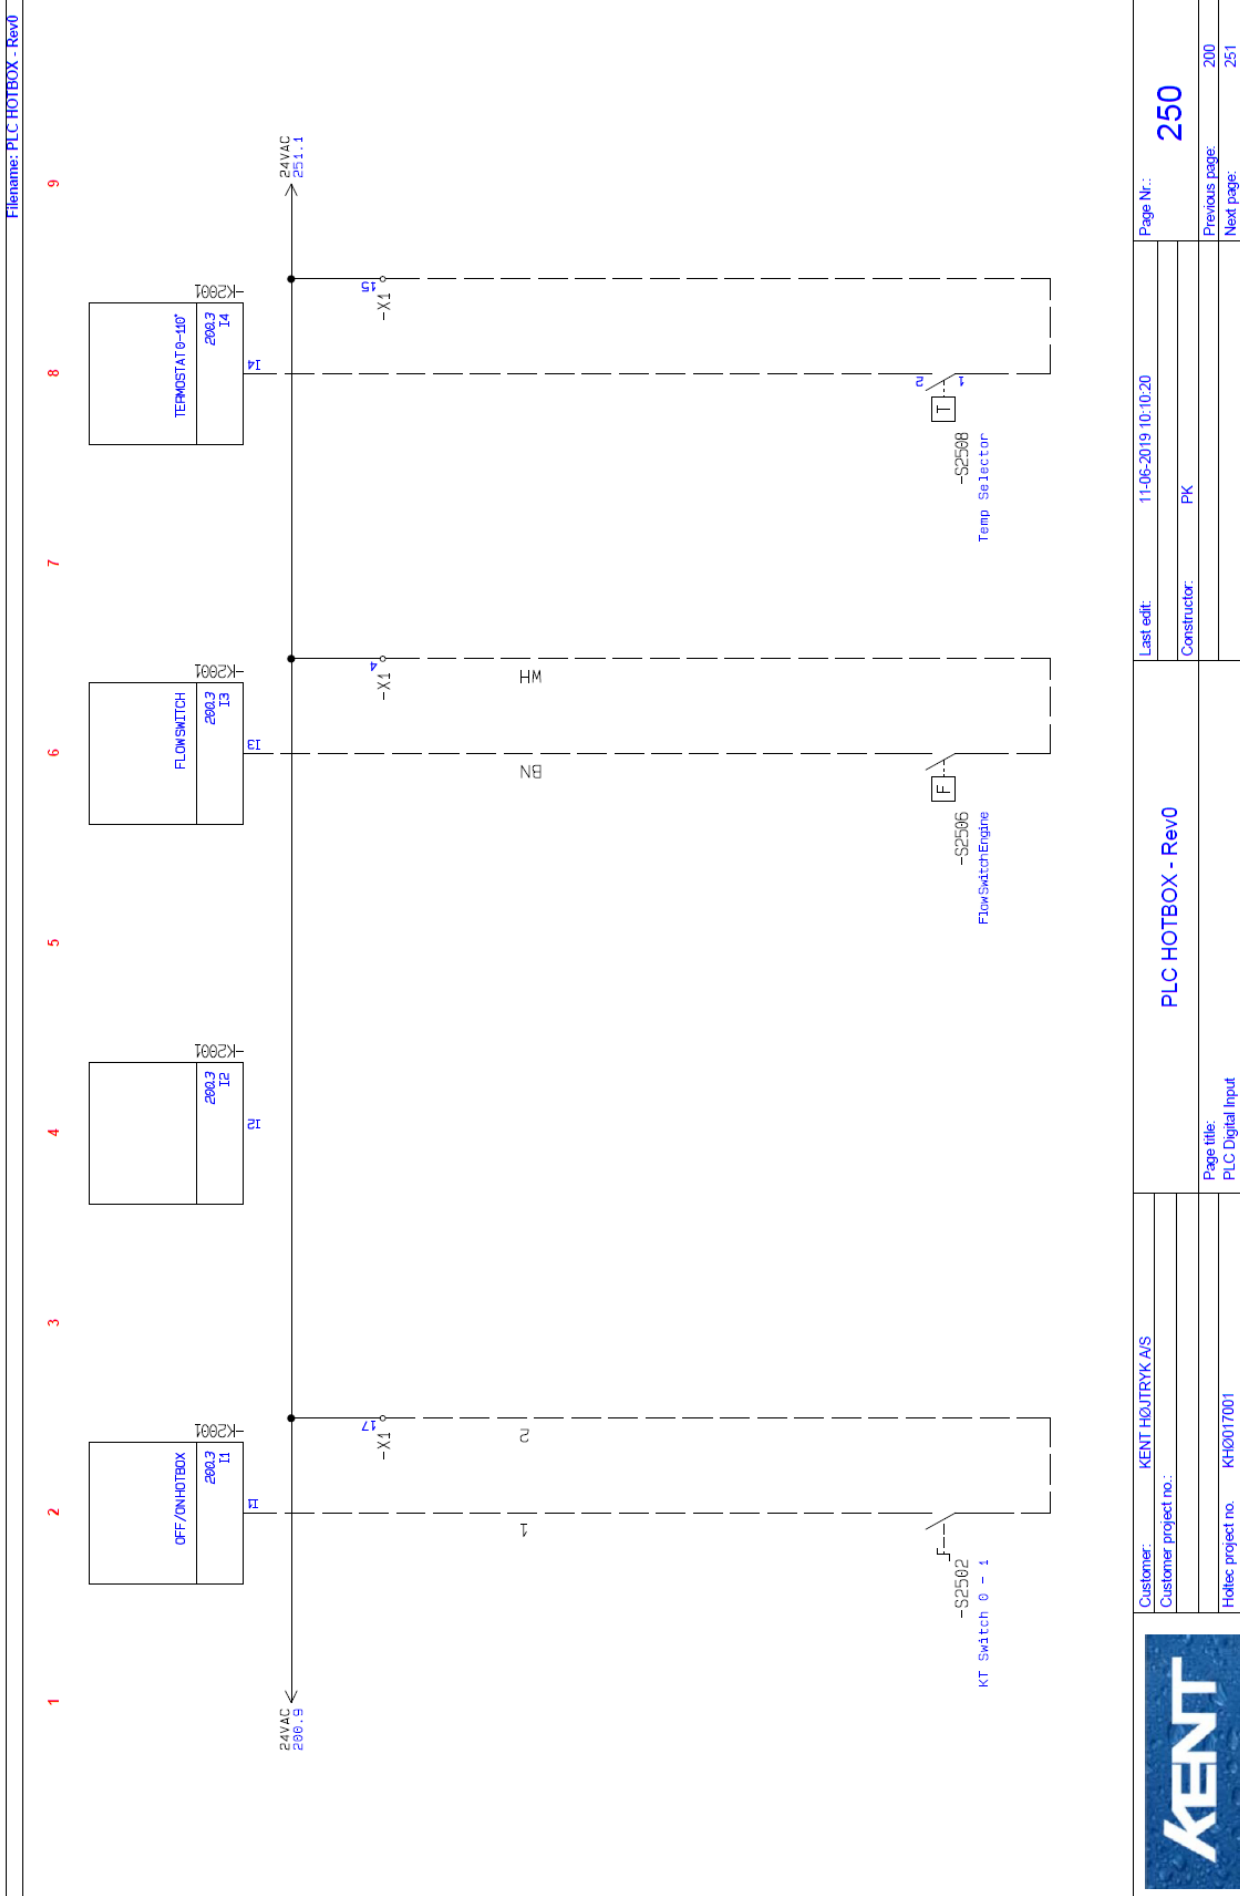 Filename: PLC HOTBOX - Rev0
1
2
3
4
5
6
7
8
9
OFF/ON HOTBOX
200.3
I1
-K2001
I1
200.3
I2
-K2001
I2
FLOWSWITCH
200.3
I3
-K2001
I3
TERMOSTAT 0-110°
200.3
I4
-K2001
I4
24VAC
200.9
24VAC
251.1
17
-X1
4
-X1
15
-X1
1
2
BN
WH
-S2502
KT Switch 0 - 1
F
-S2506
FlowSwitchEngine
T
2
1
-S2508
Temp Selector
KENT
Customer:
KENT HØJTRYK A/S
Customer project no.:
Holtec project no.
KHØ017001
PLC HOTBOX - Rev0
Page title:
PLC Digital Input
Last edit:
11-06-2019 10:10:20
Constructor:
PK
Page Nr.:
250
Previous page:
200
Next page:
251